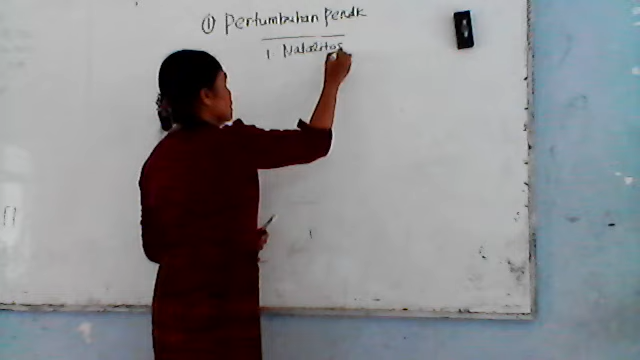 ① Pertumbuhan Pendk
1. Natalitas